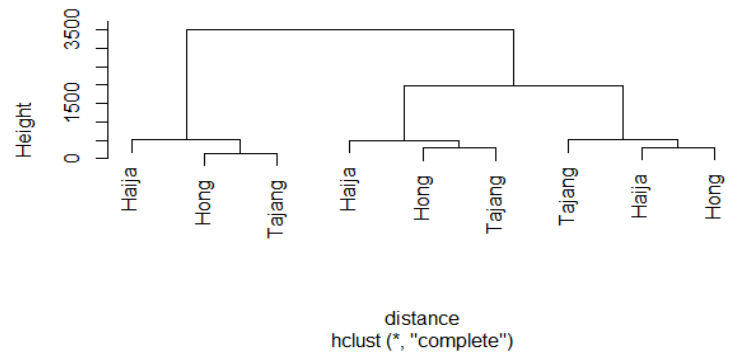 3500
1500
0
Height
Haija
Hong
Tajang
Haija
Hong
Tajang
Tajang
Haija
Hong
distance
hclust (*, "complete")